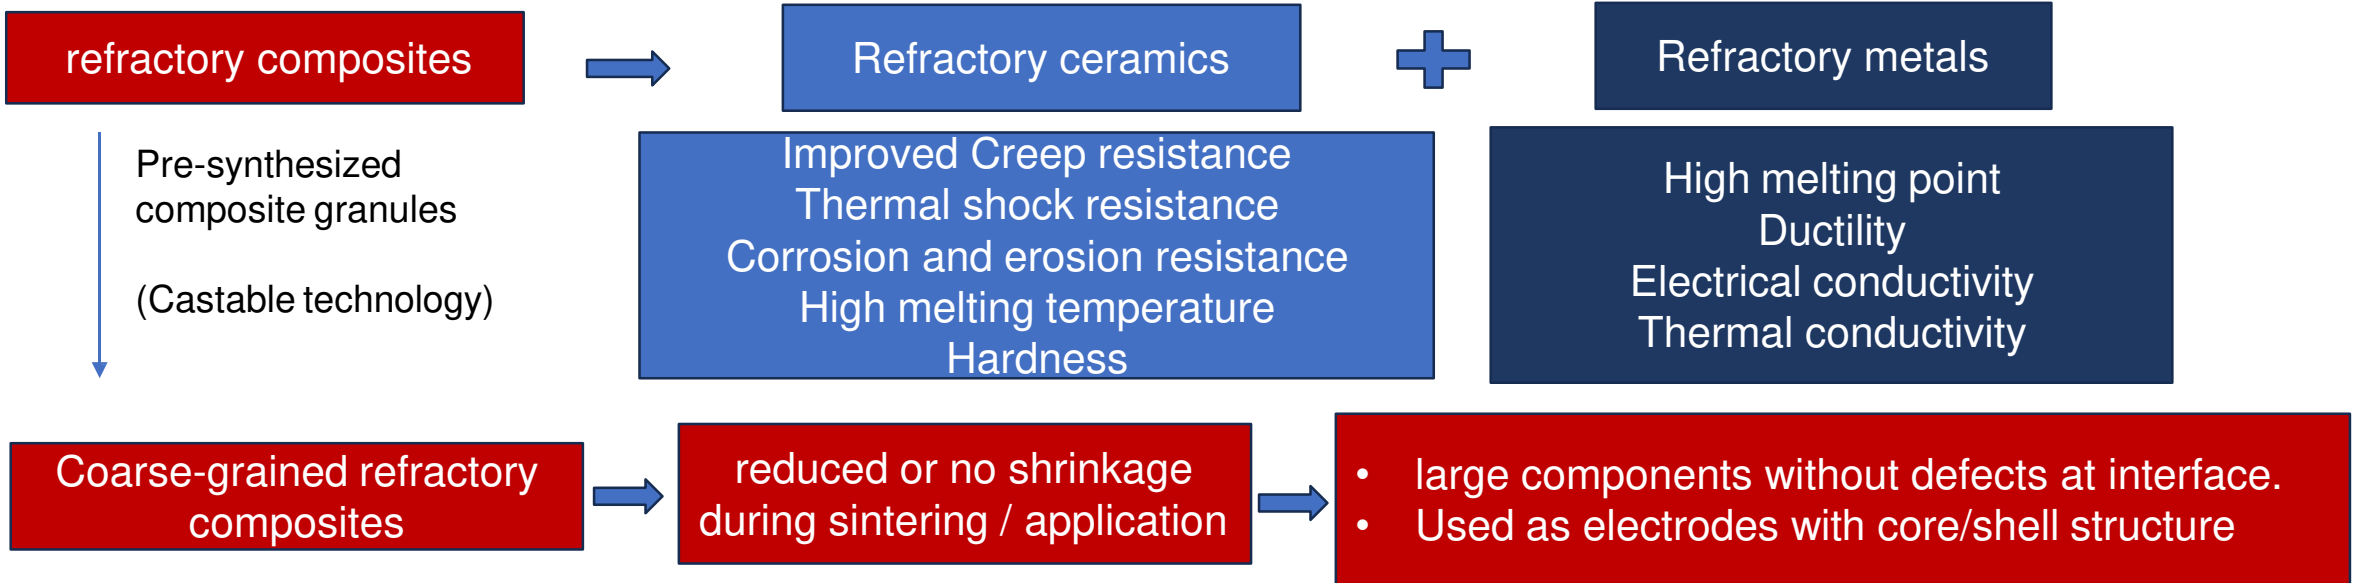 refractory composites
Refractory ceramics
Refractory metals
Pre-synthesized
composite granules
(Castable technology)
Improved Creep resistance
Thermal shock resistance
Corrosion and erosion resistance
High melting temperature
Hardness
High melting point
Ductility
Electrical conductivity
Thermal conductivity
Coarse-grained refractory
composites
reduced or no shrinkage
during sintering / application
• large components without defects at interface.
• Used as electrodes with core/shell structure